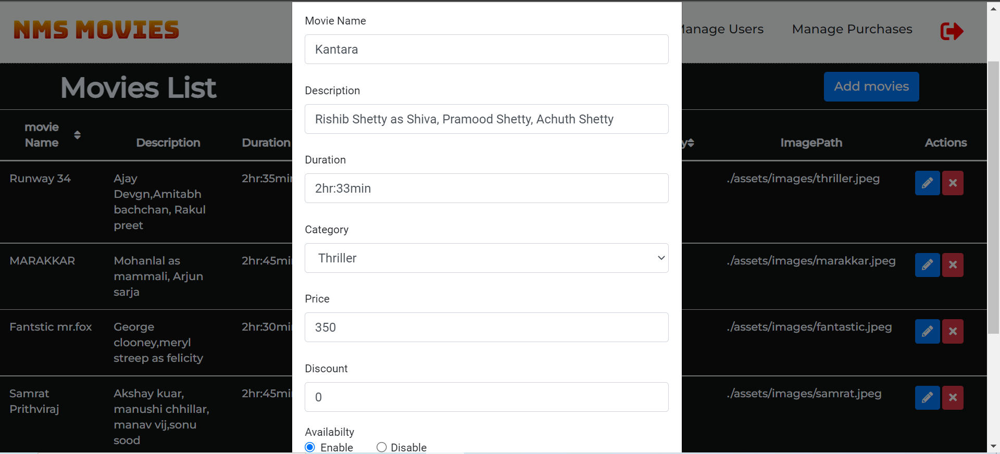 NMS MOVIES
Manage Users
Manage Purchases
Movies List
Add movies
movie
Name
Description
Duration
ImagePath
Actions
Runway 34
Ajay
Devgn,Amitabh
bachchan, Rakul
preet
2hr:35min
./assets/images/thriller.jpeg
MARAKKAR
Mohanlal as
mammali, Arjun
sarja
2hr:45min
./assets/images/marakkar.jpeg
Fantstic mr.fox
George
clooney,meryl
streep as felicity
2hr:30min
./assets/images/fantastic.jpeg
Samrat
Prithviraj
Akshay kuar,
manushi chhillar,
manav vij,sonu
sood
2hr:45min
./assets/images/samrat.jpeg
Movie Name
Kantara
Description
Rishib Shetty as Shiva, Pramood Shetty, Achuth Shetty
Duration
2hr:33min
Category
Thriller
Price
350
Discount
0
Availabilty
Enable
Disable